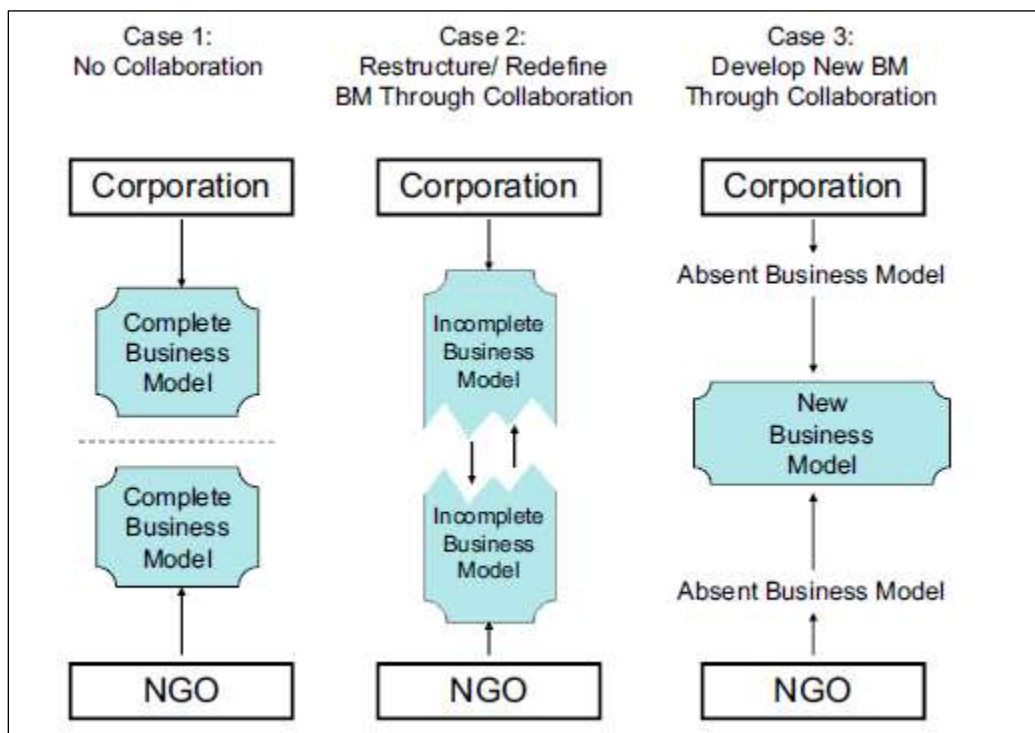 Case 1:
No Collaboration
Corporation
Complete
Business
Model
Complete
Business
Model
NGO
Case 2:
Restructure/ Redefine
BM Through Collaboration
Corporation
Incomplete
Business
Model
Incomplete
Business
Model
NGO
Case 3:
Develop New BM
Through Collaboration
Corporation
Absent Business Model
New
Business
Model
Absent Business Model
NGO